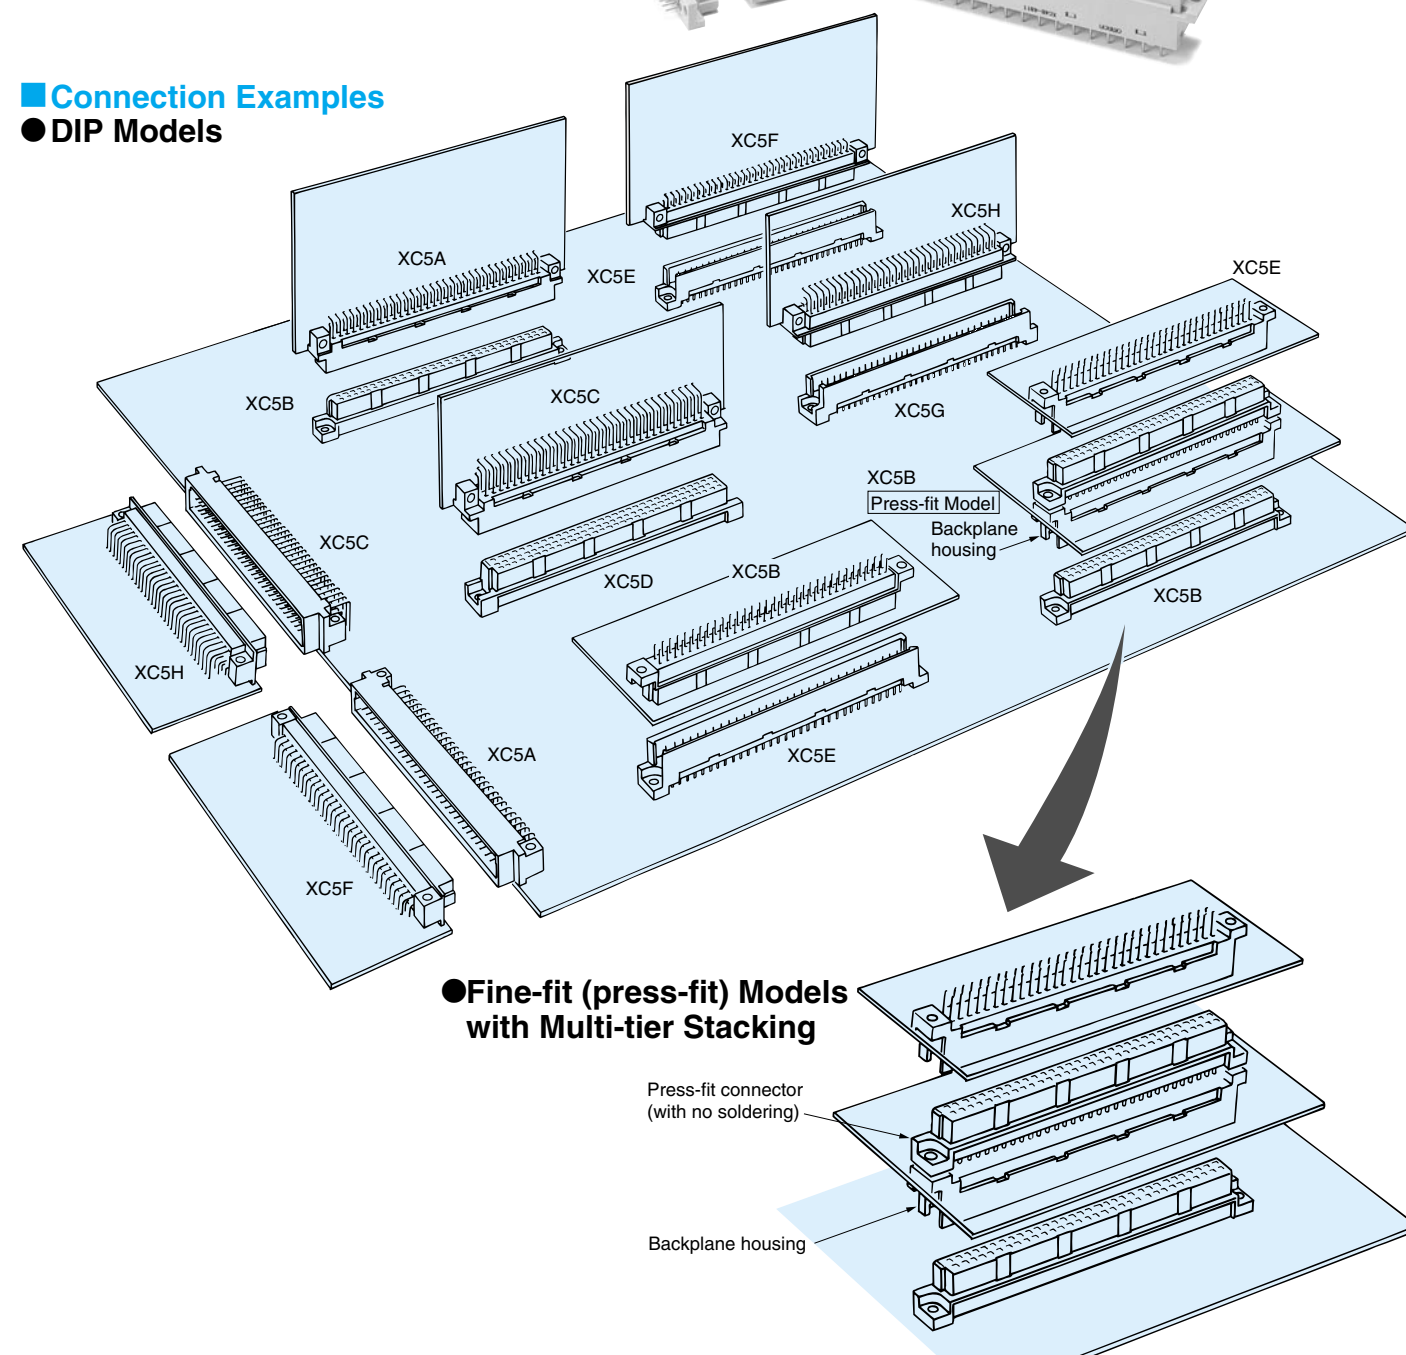 ■Connection Examples
●DIP Models
XC5F
XC5H
XC5A
XC5E
XC5E
XC5B
XC5C
XC5G
XC5B
Press-fit Model
Backplane
housing
XC5C
XC5D
XC5B
XC5B
XC5H
XC5A
XC5E
XC5F
●Fine-fit (press-fit) Models
with Multi-tier Stacking
Press-fit connector
(with no soldering)
Backplane housing